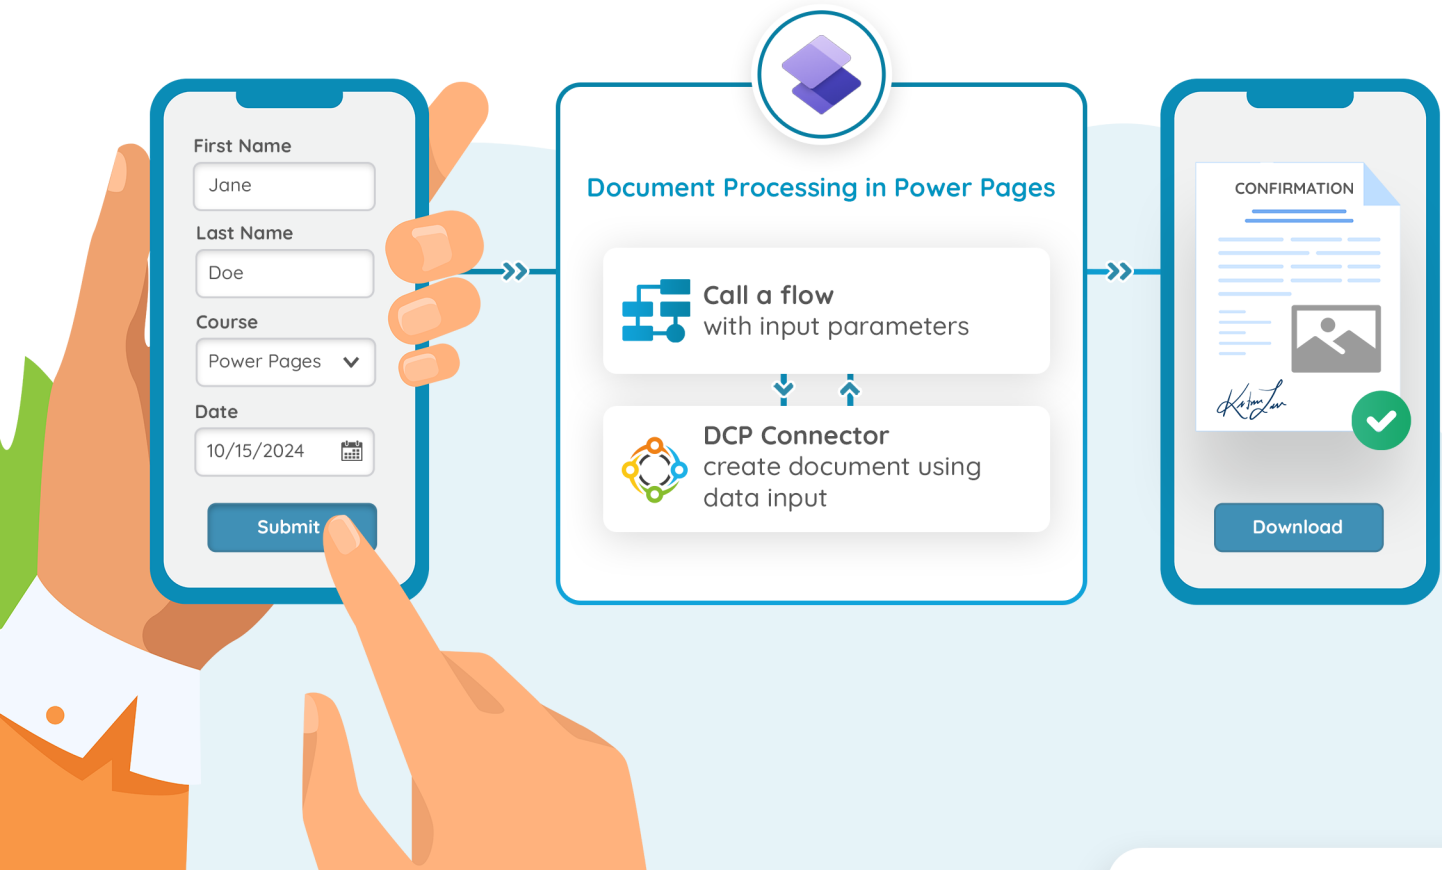 First Name
Jane
Last Name
Doe
Course
Power Pages
Date
10/15/2024
Submit
Document Processing in Power Pages
Call a flow
with input parameters
DCP Connector
create document using
data input
CONFIRMATION
Download